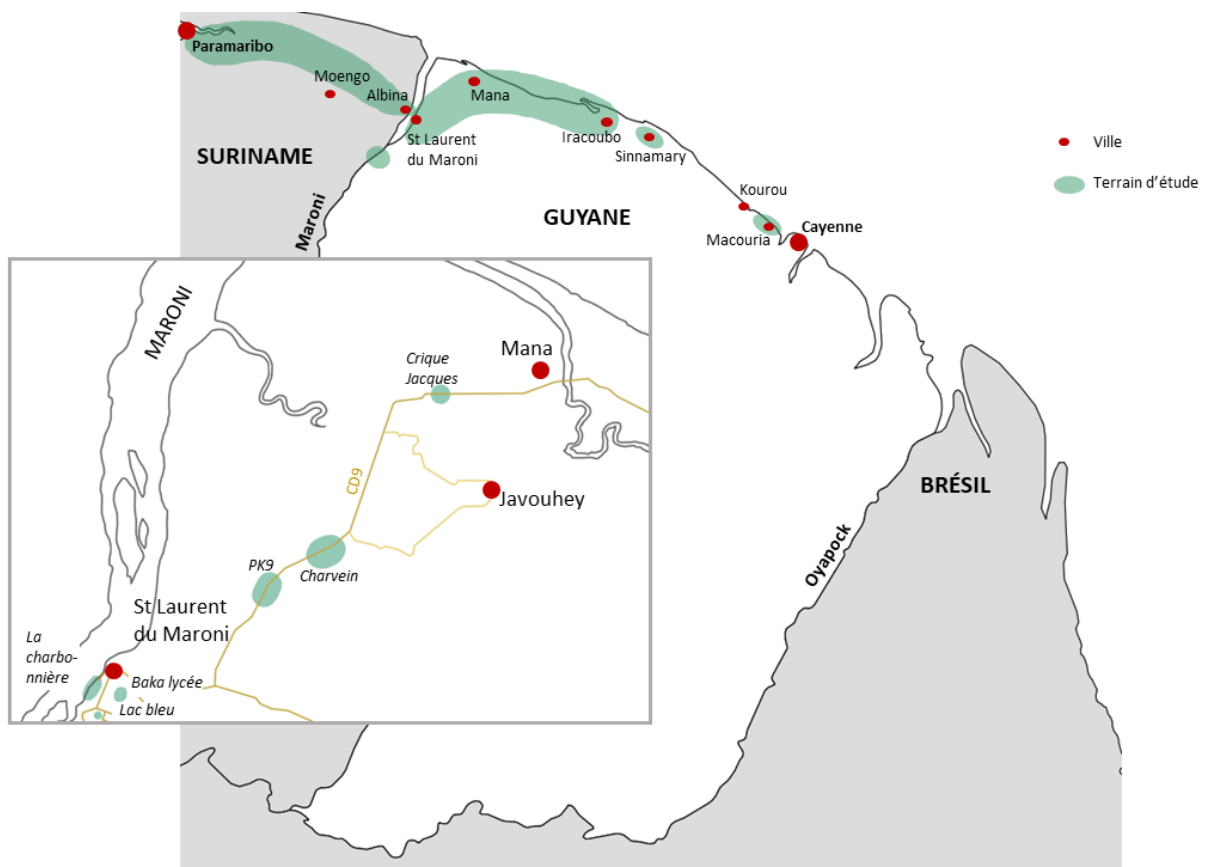 Paramaribo
Moengo
Albina
Mana
St Laurent
du Maroni
Iracoubo
Sinnamary
SURINAME
Maroni
GUYANE
Kourou
Macouria
Cayenne
Ville
Terrain d'étude
BRÉSIL
Oyapock
MARONI
Mana
Crique
Jacques
CD9
Javouhey
PK9
Charvein
St Laurent
du Maroni
La
charbo-
nnière
Baka lycée
Lac bleu